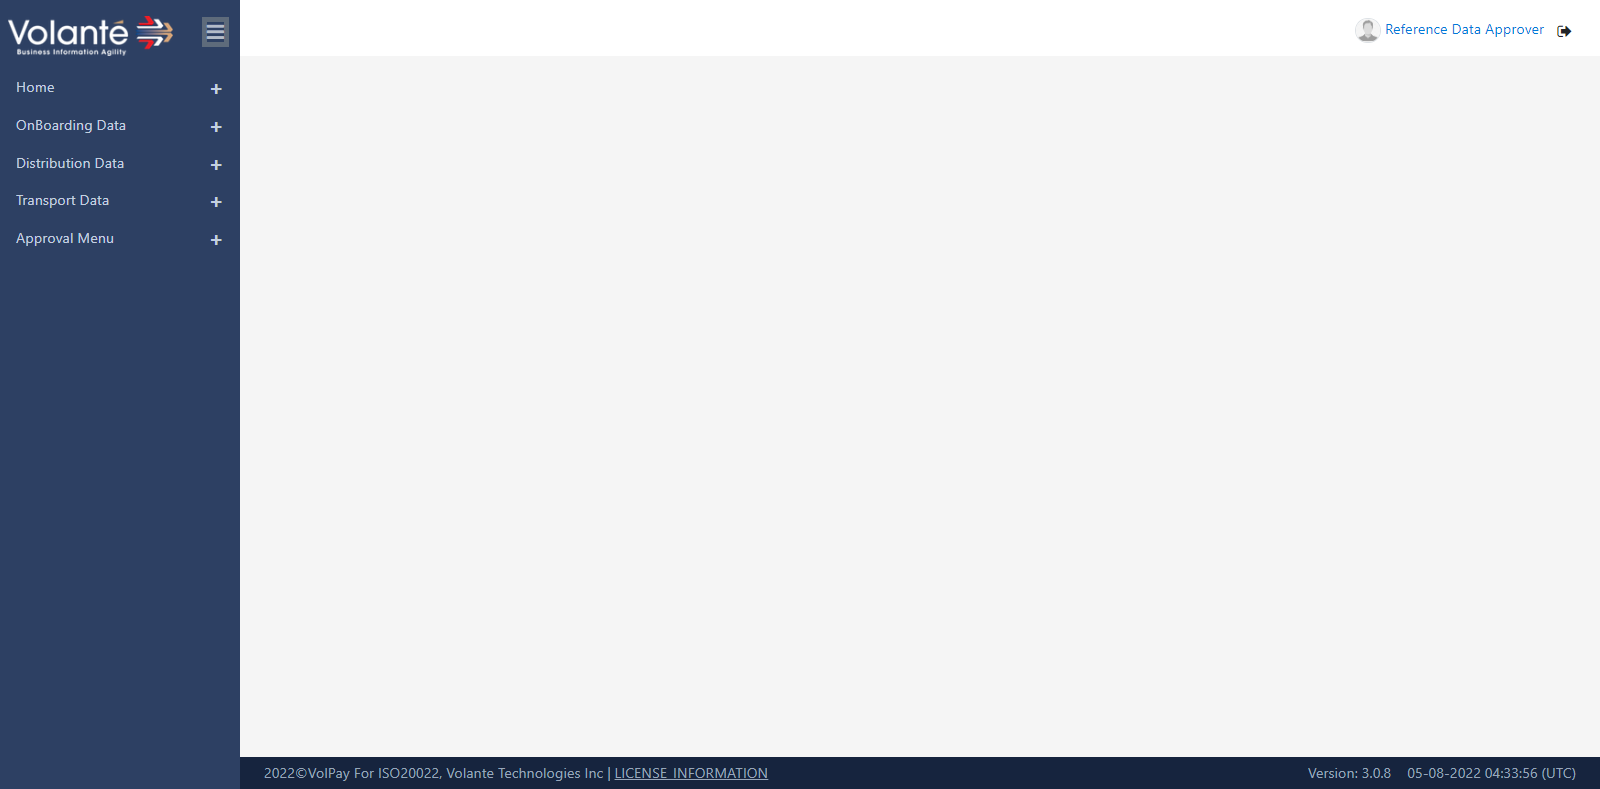 Volanté
Business Information Agility
Reference Data Approver
Home
OnBoarding Data
Distribution Data
Transport Data
Approval Menu
2022©VolPay For ISO20022, Volante Technologies Inc | LICENSE INFORMATION
Version: 3.0.8 05-08-2022 04:33:56 (UTC)